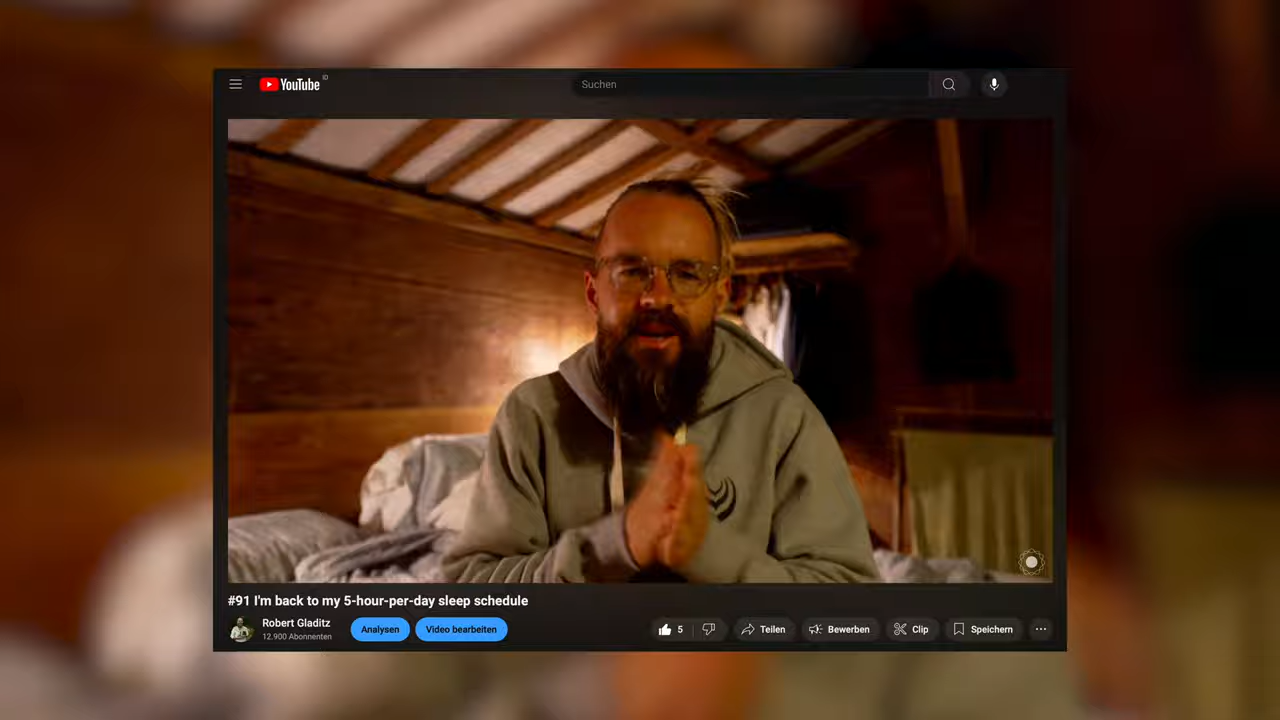 YouTube ID
Suchen
#91 I'm back to my 5-hour-per-day sleep schedule
Robert Gladitz
12.900 Abonnenten
Analysen
Video bearbeiten
5
Teilen
Bewerben
Clip
Speichern